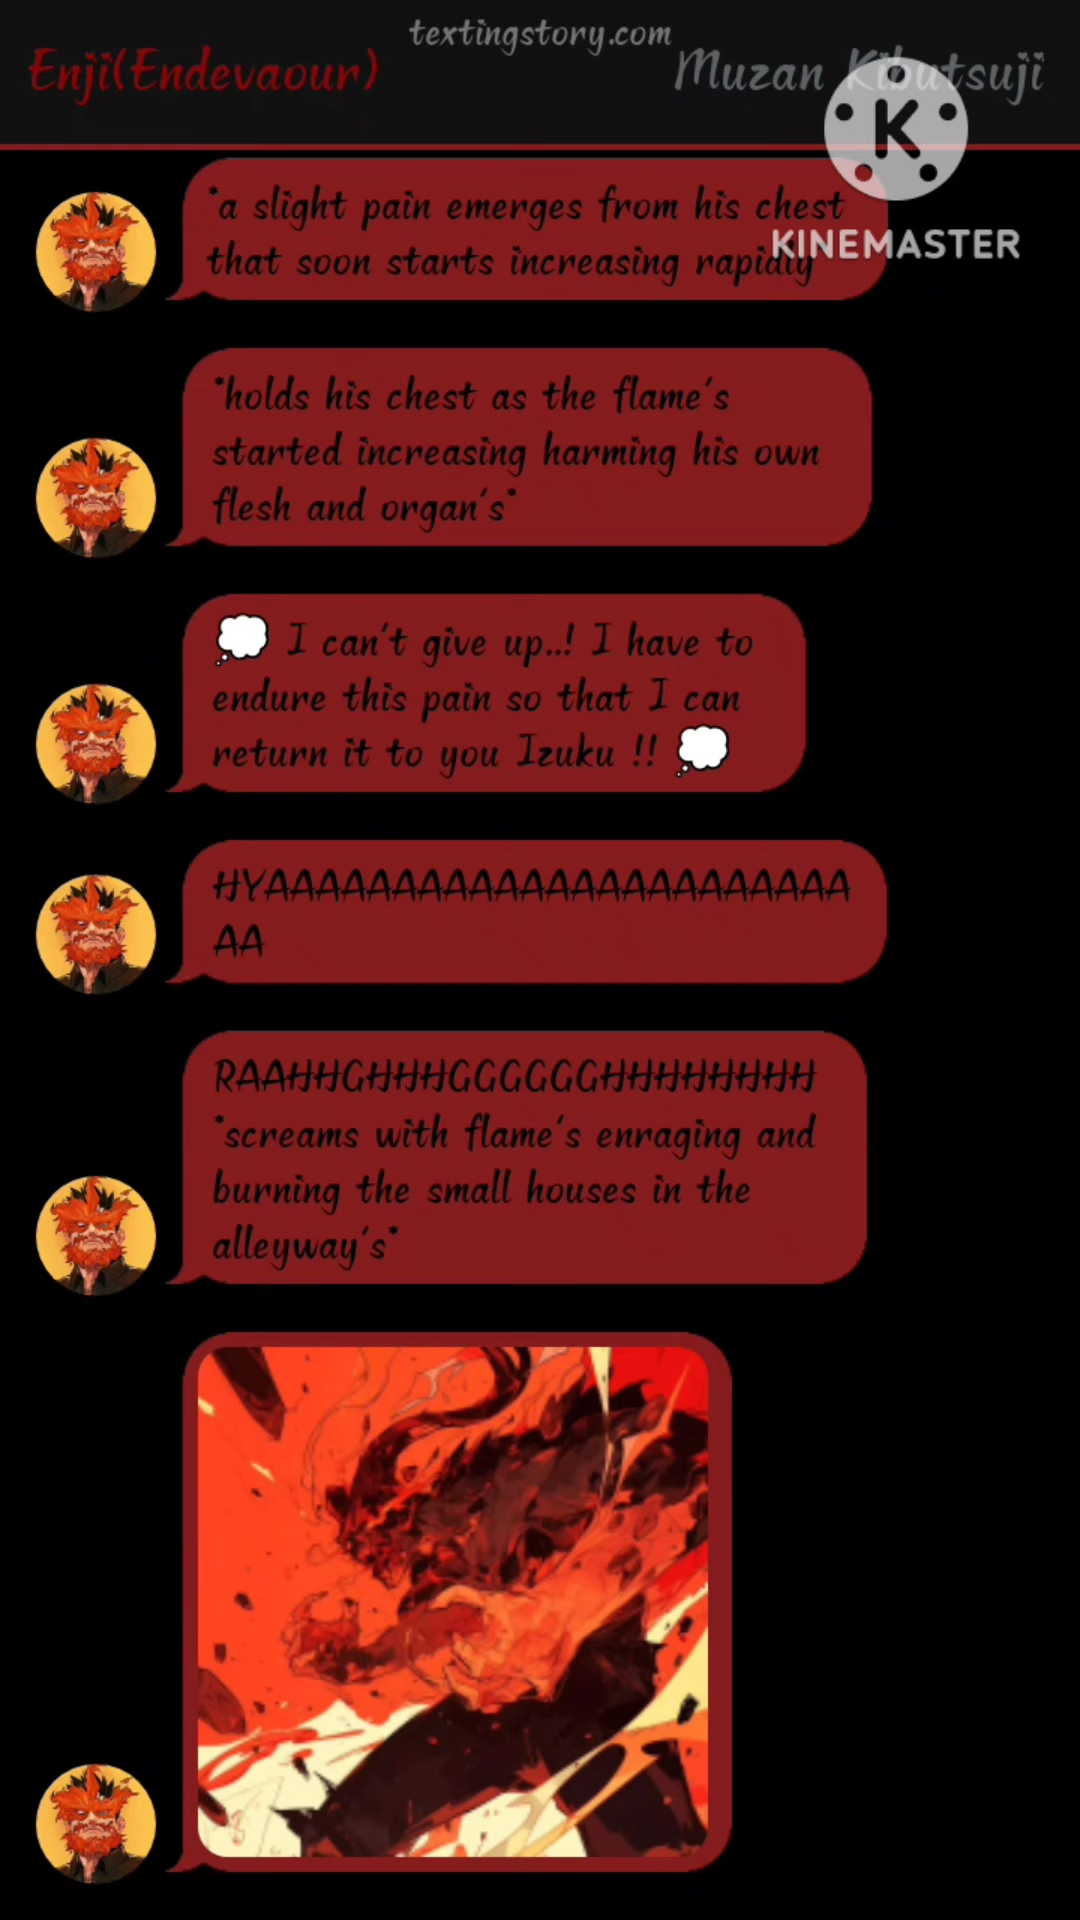 textingstory.com
Enji(Endevaour)
Muzan Kibutsuji
K
KINEMASTER
*a slight pain emerges from his chest
that soon starts increasing rapidly
*holds his chest as the flame's
started increasing harming his own
flesh and organ's*
💭 I can't give up..! I have to
endure this pain so that I can
return it to you Izuku !! 💭
HYAAAAAAAAAAAAAAAAAAAAAAA
AA
RAAHHGHHHGGGGGGHHHHHHHH
*screams with flame's enraging and
burning the small houses in the
alleyway's*